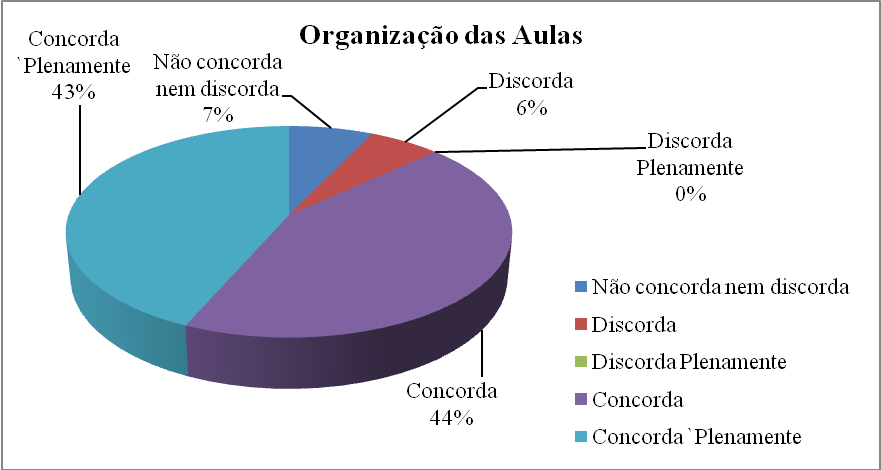 Organização das Aulas
Concorda
`Plenamente
43%
Não concorda
nem discorda
7%
Discorda
6%
Discorda
Plenamente
0%
Concorda
44%
Não concorda nem discorda
Discorda
Discorda Plenamente
Concorda
Concorda `Plenamente